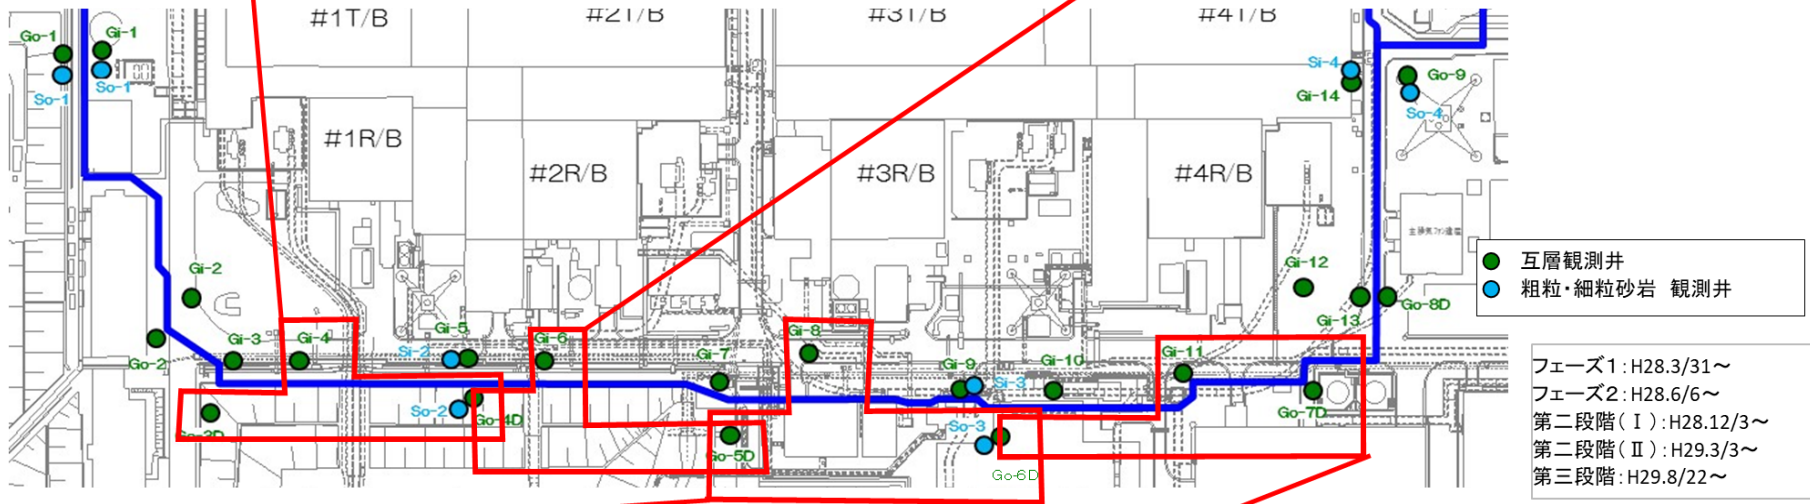 #1T/B
#2T/B
#3T/B
#4T/B
Go-1
Gi-1
So-1
So-1
Si-4
Gi-14
Go-9
So-4
#1R/B
#2R/B
#3R/B
#4R/B
Gi-2
Gi-12
Gi-13
Go-8D
Go-2
Gi-3
Gi-4
Gi-5
Si-2
Gi-6
Gi-7
Gi-8
Gi-9
Si-3
Gi-10
Gi-11
Go-3D
So-2
Go-4D
Go-5D
So-3
Go-6D
Go-7D
互層観測井
粗粒・細粒砂岩 観測井
フェーズ1:H28.3/31~
フェーズ2:H28.6/6~
第二段階(Ⅰ):H28.12/3~
第二段階(Ⅱ):H29.3/3~
第三段階:H29.8/22~